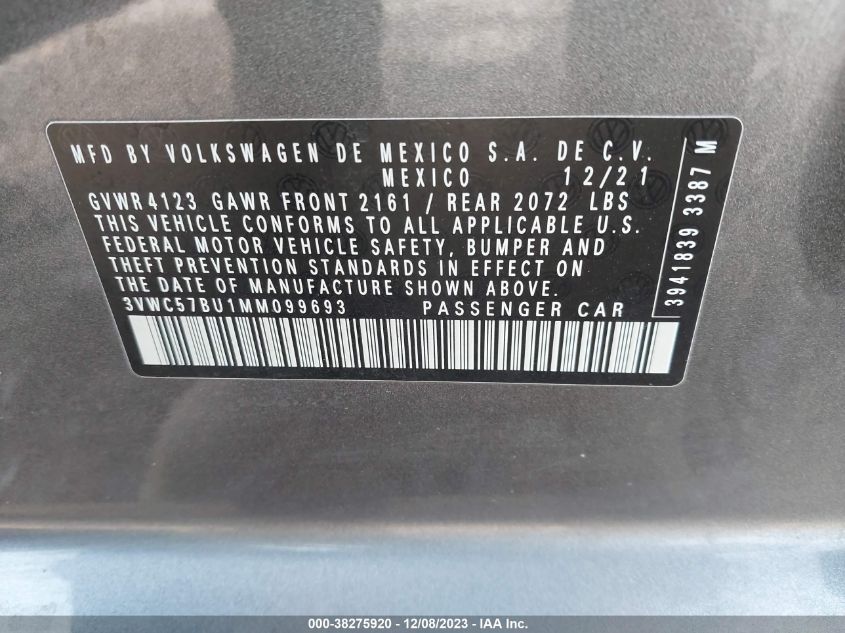 MFD BY VOLKSWAGEN DE MEXICO S.A. DE C.V.
MEXICO 12/21
GVWR 4123 GAWR FRONT 2161 / REAR 2072 LBS
THIS VEHICLE CONFORMS TO ALL APPLICABLE U.S.
FEDERAL MOTOR VEHICLE SAFETY, BUMPER AND
THEFT PREVENTION STANDARDS IN EFFECT ON
THE DATE OF MANUFACTURE SHOWN ABOVE.
3VWC57BU1MM099693 PASSENGER CAR
3941839 3387 M
000-38275920 - 12/08/2023 - IAA Inc.